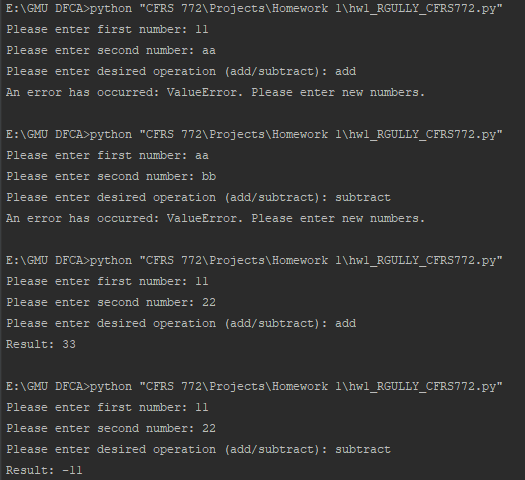 E:\GMU DFCA>python "CFRS 772\Projects\Homework 1\hw1_RGULLY_CFRS772.py"
Please enter first number: 11
Please enter second number: aa
Please enter desired operation (add/subtract): add
An error has occurred: ValueError. Please enter new numbers.
E:\GMU DFCA>python "CFRS 772\Projects\Homework 1\hw1_RGULLY_CFRS772.py"
Please enter first number: aa
Please enter second number: bb
Please enter desired operation (add/subtract): subtract
An error has occurred: ValueError. Please enter new numbers.
E:\GMU DFCA>python "CFRS 772\Projects\Homework 1\hw1_RGULLY_CFRS772.py"
Please enter first number: 11
Please enter second number: 22
Please enter desired operation (add/subtract): add
Result: 33
E:\GMU DFCA>python "CFRS 772\Projects\Homework 1\hw1_RGULLY_CFRS772.py"
Please enter first number: 11
Please enter second number: 22
Please enter desired operation (add/subtract): subtract
Result: -11